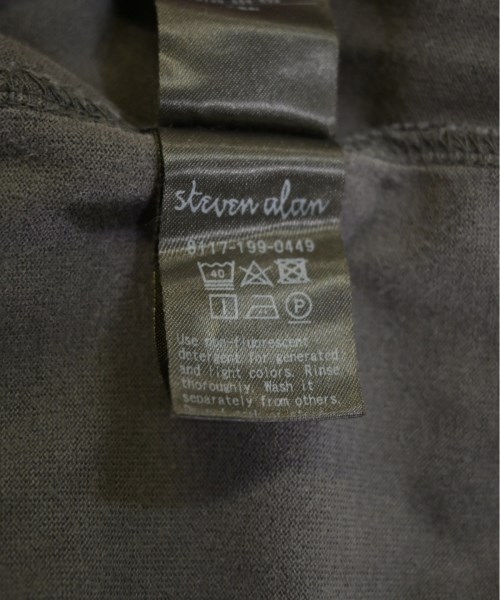 steven alan
8117-199-0449
40
P
Use non-fluorescent
detergent for generated
and light colors. Rinse
thoroughly. Wash it
separately from others.